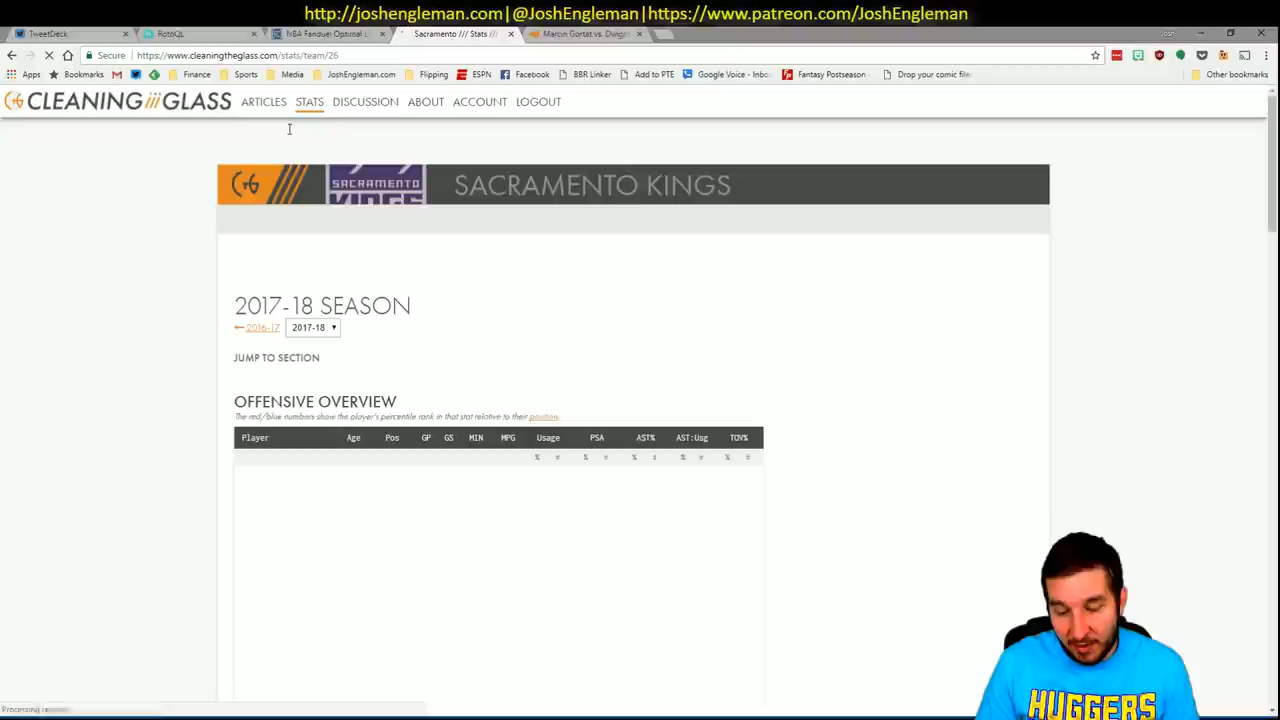 http://joshengleman.com|@JoshEngleman|https://www.patreon.com/JoshEngleman
TweetDeck
RotoQL
NBA Fanduel Optimal L
Sacramento /// Stats ///
Marcin Gortat vs. Dwigh
Josh
Secure
https://www.cleaningtheglass.com/stats/team/26
Apps
Bookmarks
Finance
Sports
Media
JoshEngleman.com
Flipping
ESPN
Facebook
BBR Linker
Add to PTE
Google Voice - Inbo
Fantasy Postseason
Drop your comic file
Other bookmarks
CLEANING THE GLASS
ARTICLES
STATS
DISCUSSION
ABOUT
ACCOUNT
LOGOUT
CTG
SACRAMENTO
KINGS
SACRAMENTO KINGS
2017-18 SEASON
← 2016-17
2017-18
JUMP TO SECTION
OFFENSIVE OVERVIEW
The red/blue numbers show the player's percentile rank in that stat relative to their position.
Player Age Pos GP GS MIN MPG Usage PSA AST% AST:Usg TOV%
% % % % %
HUGGERS